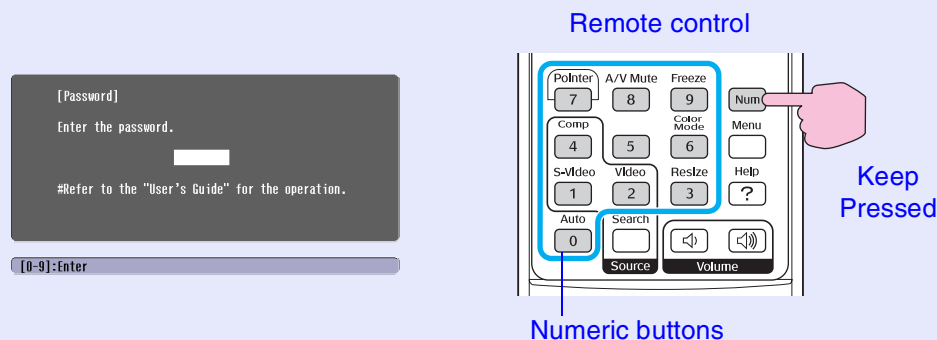 Remote control
[Password]
Enter the password.
#Refer to the "User's Guide" for the operation.
[0-9]:Enter
Pointer A/V Mute Freeze
7 8 9 Num
Comp Color Mode Menu
4 5 6
S-Video Video Resize Help
1 2 3 ?
Auto Search
0
Source Volume
Keep
Pressed
Numeric buttons